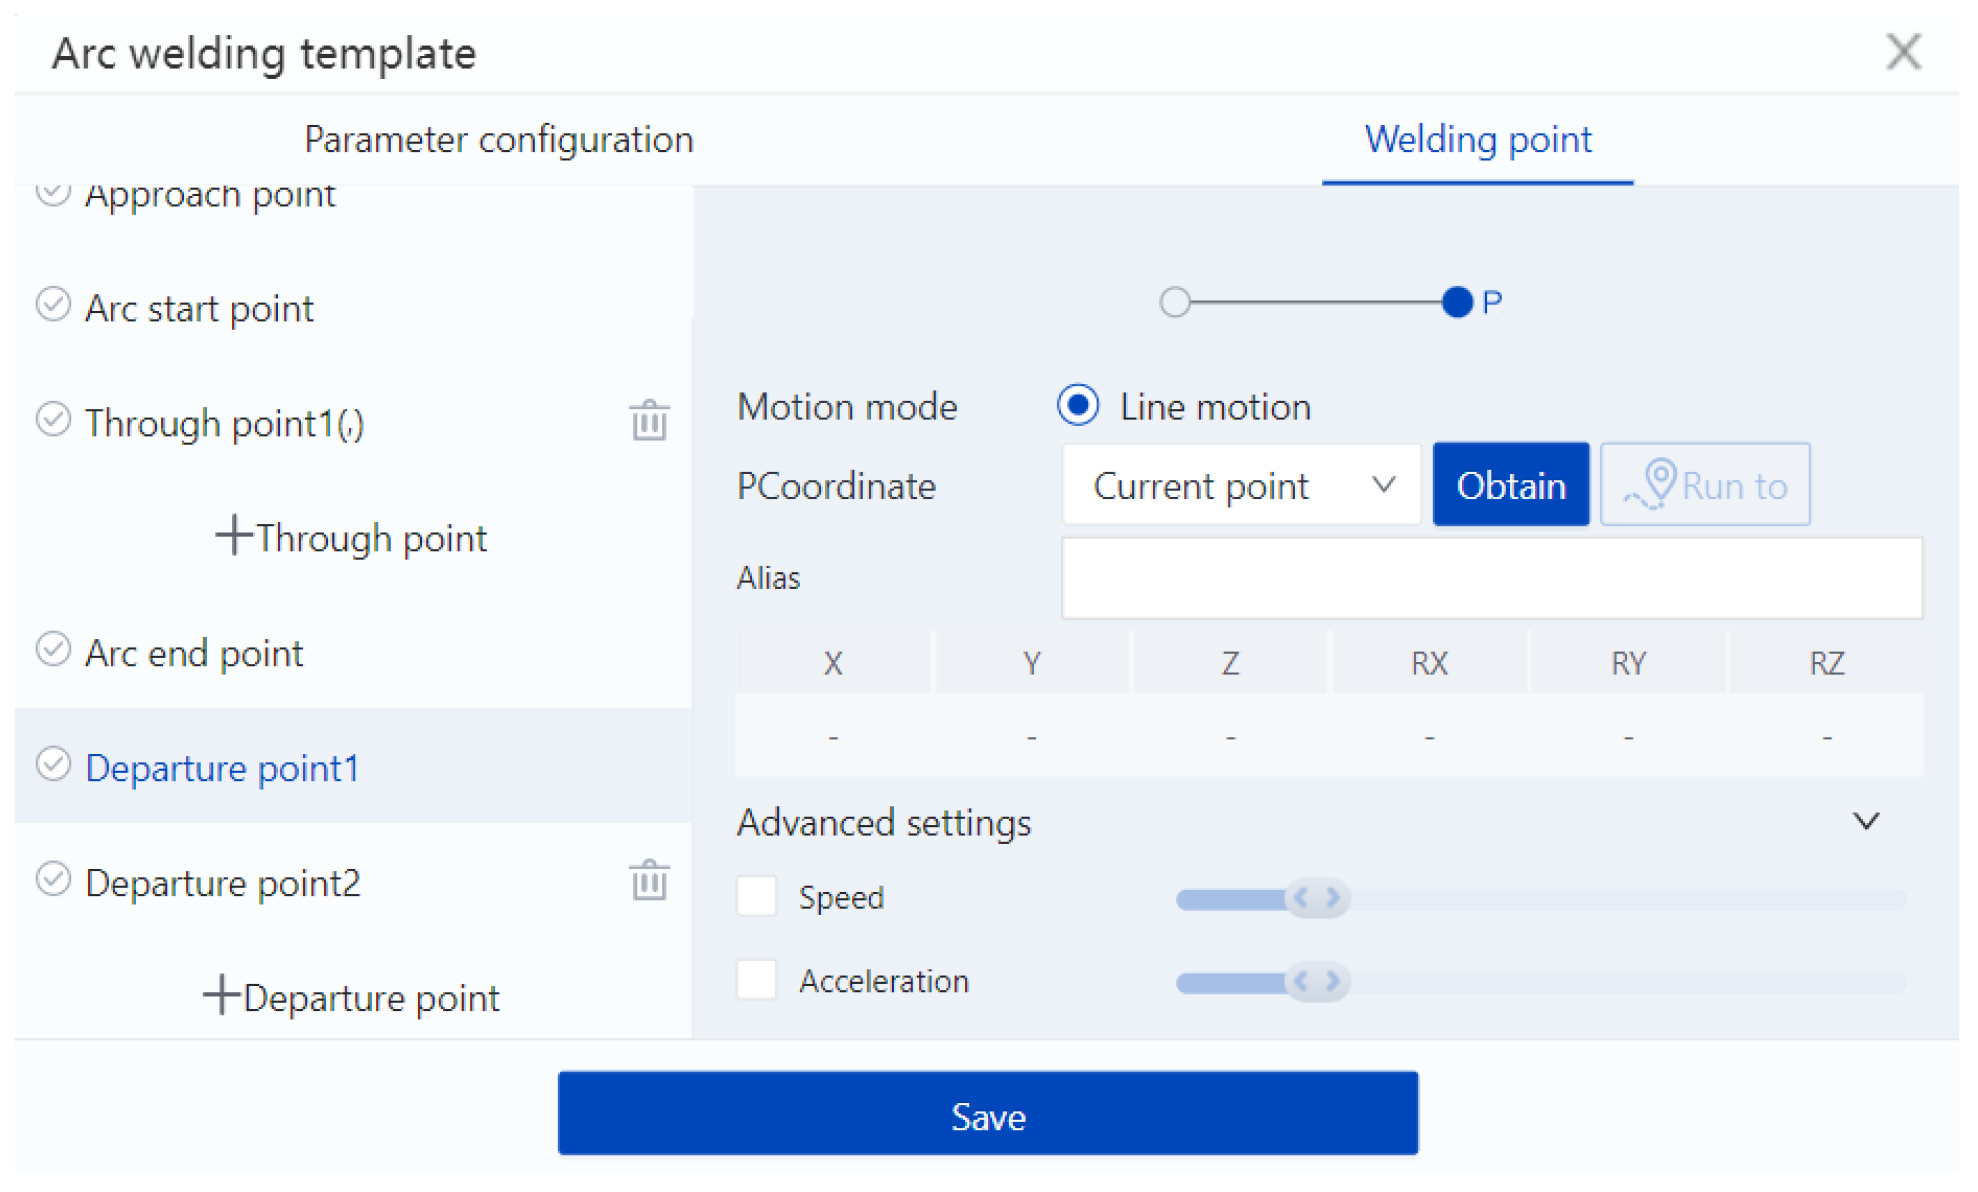 Arc welding template
Parameter configuration
Welding point
Approach point
Arc start point
Through point1(,)
+Through point
Arc end point
Departure point1
Departure point2
+Departure point
P
Motion mode
Line motion
PCoordinate
Current point
Obtain
Run to
Alias
X Y Z RX RY RZ
- - - - - -
Advanced settings
Speed
Acceleration
Save